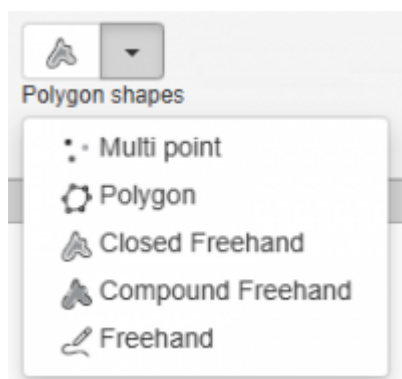 Polygon shapes
Multi point
Polygon
Closed Freehand
Compound Freehand
Freehand